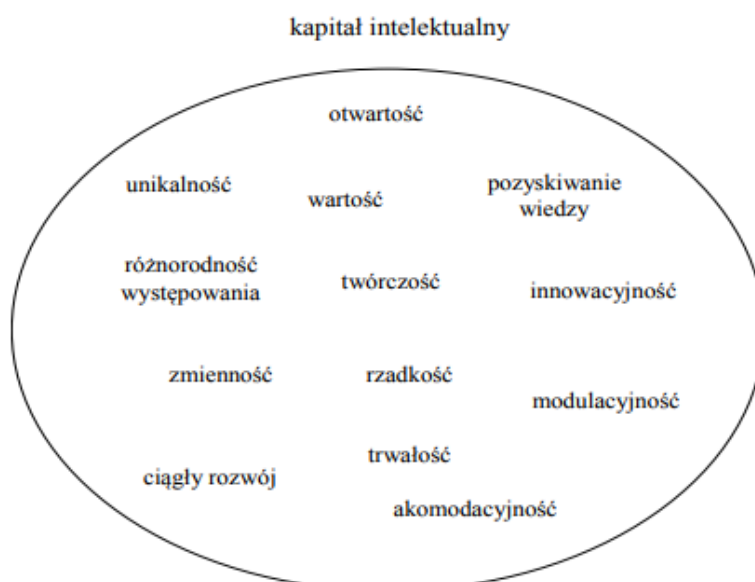 kapitał intelektualny
otwartość
unikalność
wartość
pozyskiwanie
wiedzy
różnorodność
występowania
twórczość
innowacyjność
zmienność
rzadkość
modulacyjność
ciągły rozwój
trwałość
akomodacyjność